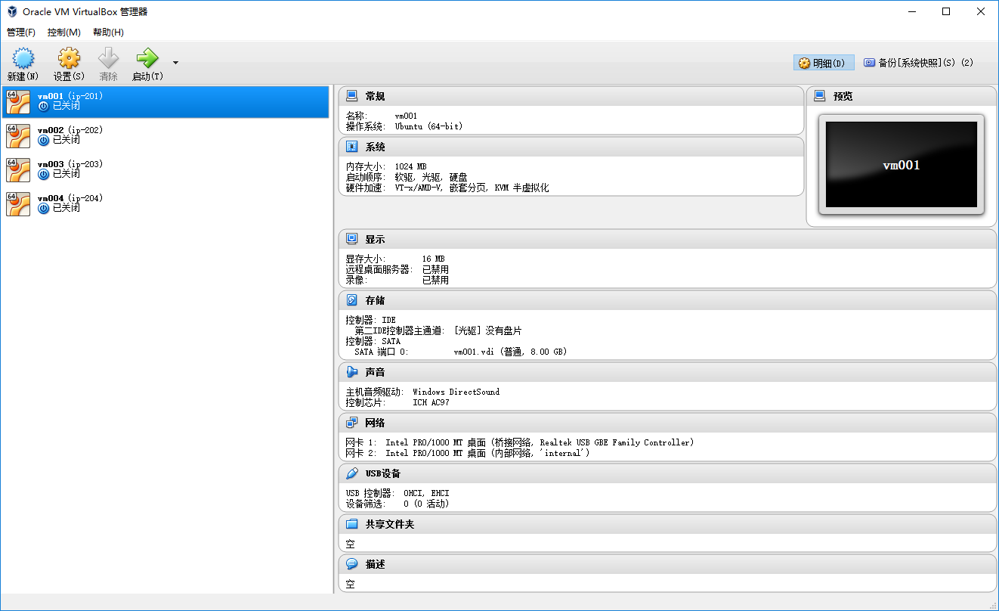 Oracle VM VirtualBox 管理器
管理(F) 控制(M) 帮助(H)
新建(N) 设置(S) 清除 启动(T) 明细(D) 备份[系统快照](S) (2)
64 vm001 (ip-201)
已关闭
64 vm002 (ip-202)
已关闭
64 vm003 (ip-203)
已关闭
64 vm004 (ip-204)
已关闭
常规
名称: vm001
操作系统: Ubuntu (64-bit)
系统
内存大小: 1024 MB
启动顺序: 软驱, 光驱, 硬盘
硬件加速: VT-x/AMD-V, 嵌套分页, KVM 半虚拟化
预览
vm001
显示
显存大小: 16 MB
远程桌面服务器: 已禁用
录像: 已禁用
存储
控制器: IDE
第二IDE控制器主通道: [光驱] 没有盘片
控制器: SATA
SATA 端口 0: vm001.vdi (普通, 8.00 GB)
声音
主机音频驱动: Windows DirectSound
控制芯片: ICH AC97
网络
网卡 1: Intel PRO/1000 MT 桌面 (桥接网络, Realtek USB GBE Family Controller)
网卡 2: Intel PRO/1000 MT 桌面 (内部网络, 'internal')
USB设备
USB 控制器: OHCI, EHCI
设备筛选: 0 (0 活动)
共享文件夹
空
描述
空